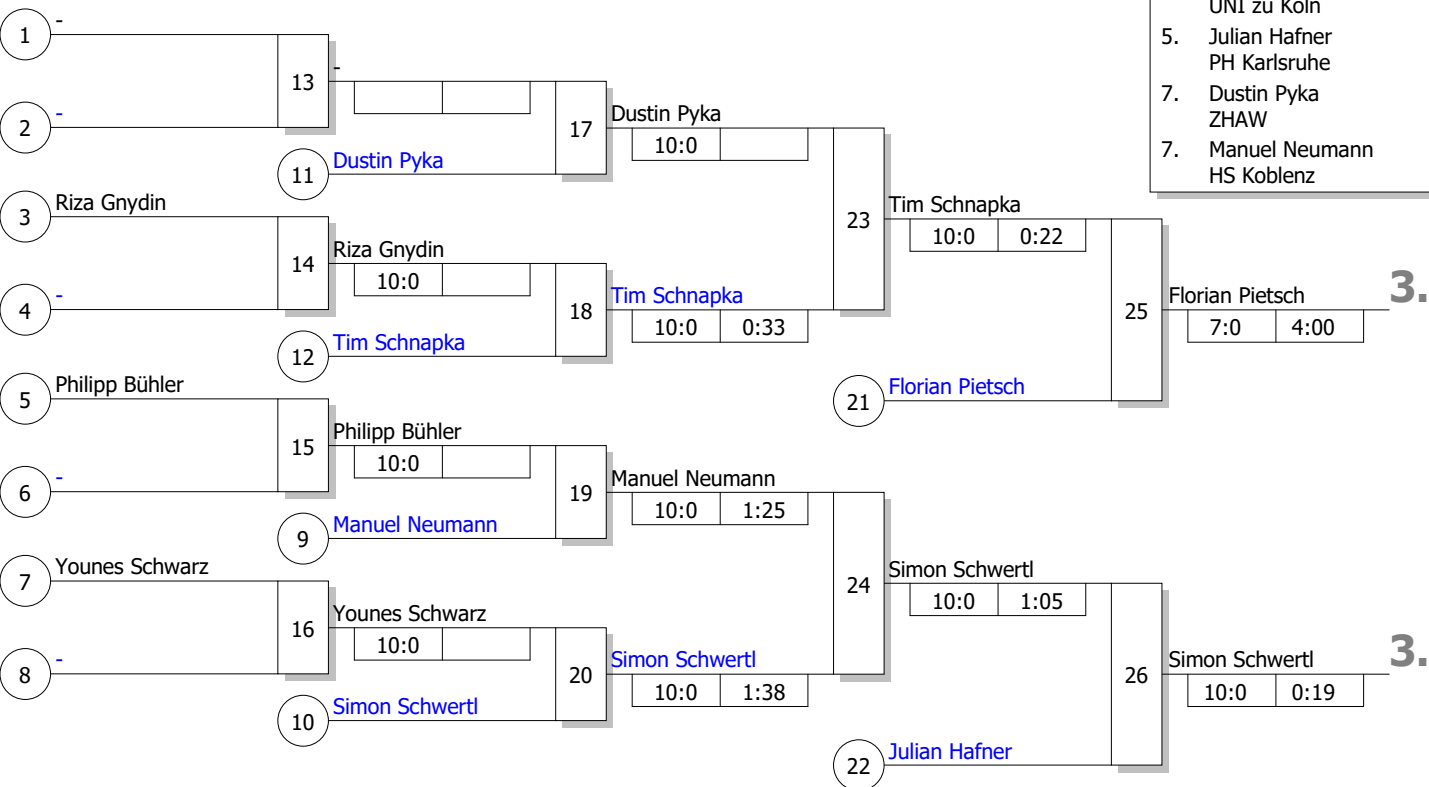 UNI zu Köln
5. Julian Hafner
PH Karlsruhe
7. Dustin Pyka
ZHAW
7. Manuel Neumann
HS Koblenz
1 -
13 -
2 -
17 Dustin Pyka
10:0
11 Dustin Pyka
3 Riza Gnydin
23 Tim Schnapka
10:0 0:22
14 Riza Gnydin
10:0
4 -
18 Tim Schnapka
10:0 0:33
25 Florian Pietsch 3.
7:0 4:00
12 Tim Schnapka
5 Philipp Bühler
21 Florian Pietsch
15 Philipp Bühler
10:0
6 -
19 Manuel Neumann
10:0 1:25
9 Manuel Neumann
7 Younes Schwarz
24 Simon Schwertl
10:0 1:05
16 Younes Schwarz
10:0
8 -
20 Simon Schwertl
10:0 1:38
26 Simon Schwertl 3.
10:0 0:19
10 Simon Schwertl
22 Julian Hafner